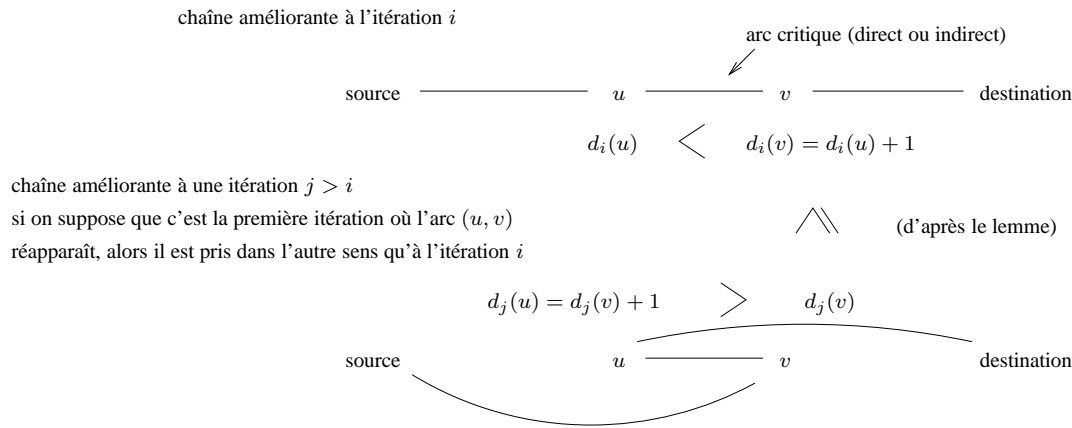 chaîne améliorante à l'itération i
arc critique (direct ou indirect)
source u v destination
d_i(u) < d_i(v) = d_i(u) + 1
chaîne améliorante à une itération j > i
si on suppose que c'est la première itération où l'arc (u, v)
réapparaît, alors il est pris dans l'autre sens qu'à l'itération i
(d'après le lemme)
d_j(u) = d_j(v) + 1 > d_j(v)
source u v destination